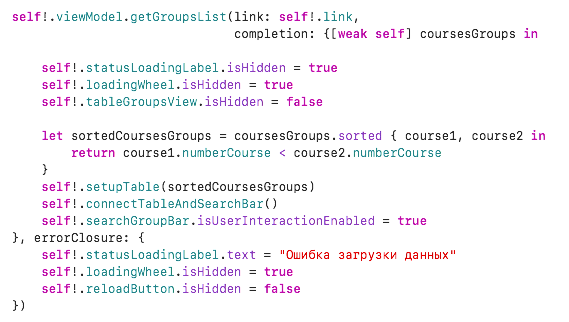 self!.viewModel.getGroupsList(link: self!.link,
                              completion: {[weak self] coursesGroups in

    self!.statusLoadingLabel.isHidden = true
    self!.loadingWheel.isHidden = true
    self!.tableGroupsView.isHidden = false

    let sortedCoursesGroups = coursesGroups.sorted { course1, course2 in
        return course1.numberCourse < course2.numberCourse
    }
    self!.setupTable(sortedCoursesGroups)
    self!.connectTableAndSearchBar()
    self!.searchGroupBar.isUserInteractionEnabled = true
}, errorClosure: {
    self!.statusLoadingLabel.text = "Ошибка загрузки данных"
    self!.loadingWheel.isHidden = true
    self!.reloadButton.isHidden = false
})